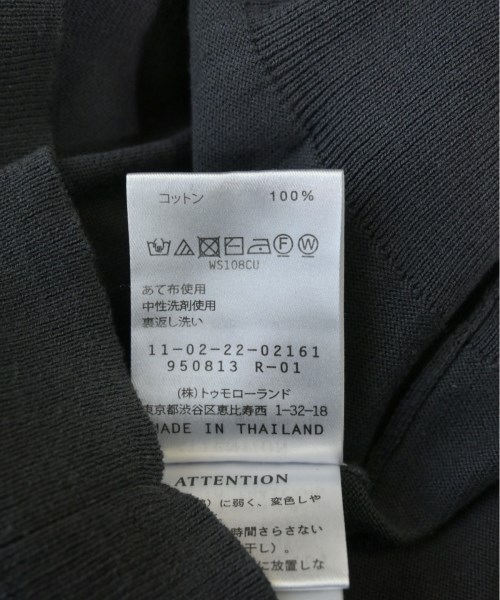 コットン 100%
F W
WS108CU
あて布使用
中性洗剤使用
裏返し洗い
11-02-22-02161
950813 R-01
(株)トゥモローランド
東京都渋谷区恵比寿西 1-32-18
MADE IN THAILAND
ATTENTION
に弱く、変色しや
時間さらさない
干し)。
に放置しな